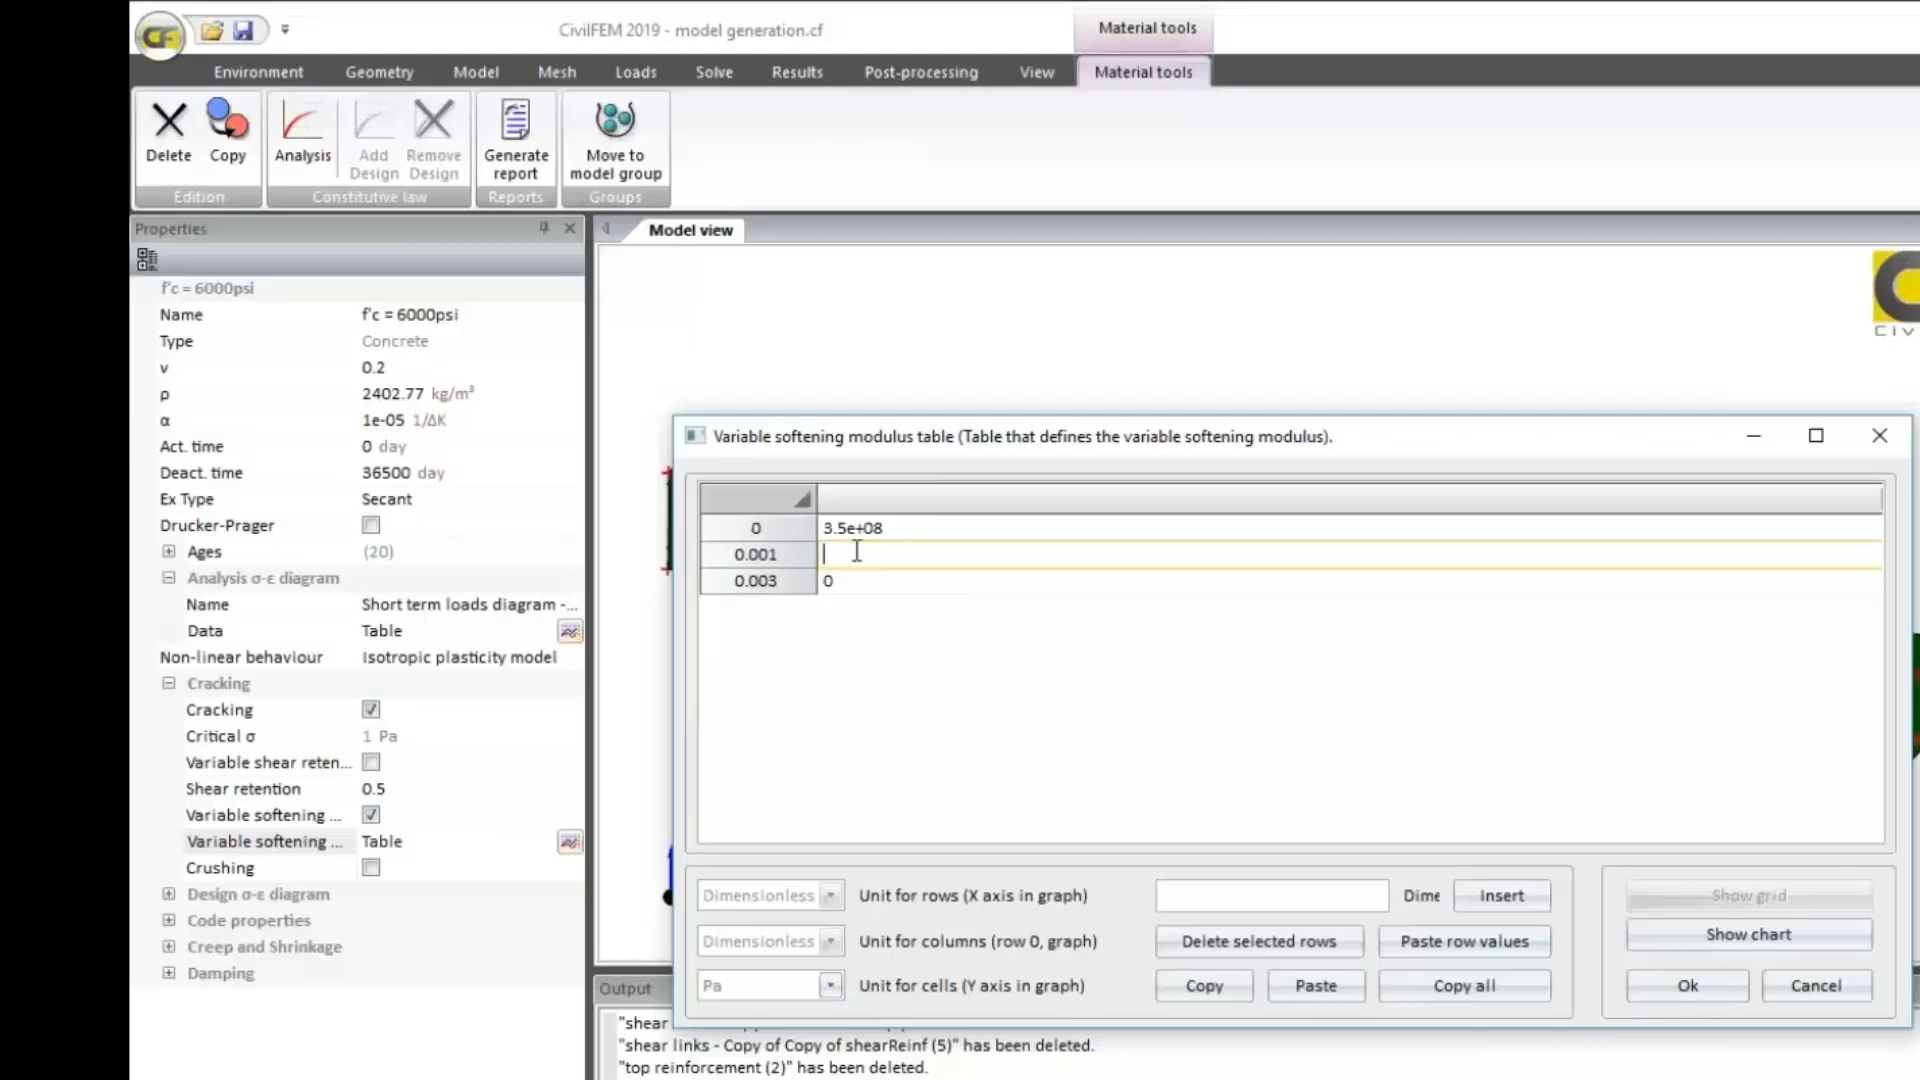 CivilFEM 2019 - model generation.cf
Material tools
Environment Geometry Model Mesh Loads Solve Results Post-processing View Material tools
Delete Copy Analysis Add Design Remove Design Generate report Move to model group
Edition Constitutive law Reports Groups
Properties
Model view
f'c = 6000psi
Name f'c = 6000psi
Type Concrete
ν 0.2
ρ 2402.77 kg/m³
α 1e-05 1/ΔK
Act. time 0 day
Deact. time 36500 day
Ex Type Secant
Drucker-Prager
Ages (20)
Analysis σ-ε diagram
Name Short term loads diagram -...
Data Table
Non-linear behaviour Isotropic plasticity model
Cracking
Cracking
Critical σ 1 Pa
Variable shear reten...
Shear retention 0.5
Variable softening ...
Variable softening ... Table
Crushing
Design σ-ε diagram
Code properties
Creep and Shrinkage
Damping
CF
Civ
Variable softening modulus table (Table that defines the variable softening modulus).
0 3.5e+08
0.001
0.003 0
Dimensionless Unit for rows (X axis in graph) Dime Insert
Dimensionless Unit for columns (row 0, graph) Delete selected rows Paste row values
Pa Unit for cells (Y axis in graph) Copy Paste Copy all
Show grid
Show chart
Ok Cancel
Output
"shear
"shear links - Copy of Copy of shearReinf (5)" has been deleted.
"top reinforcement (2)" has been deleted.